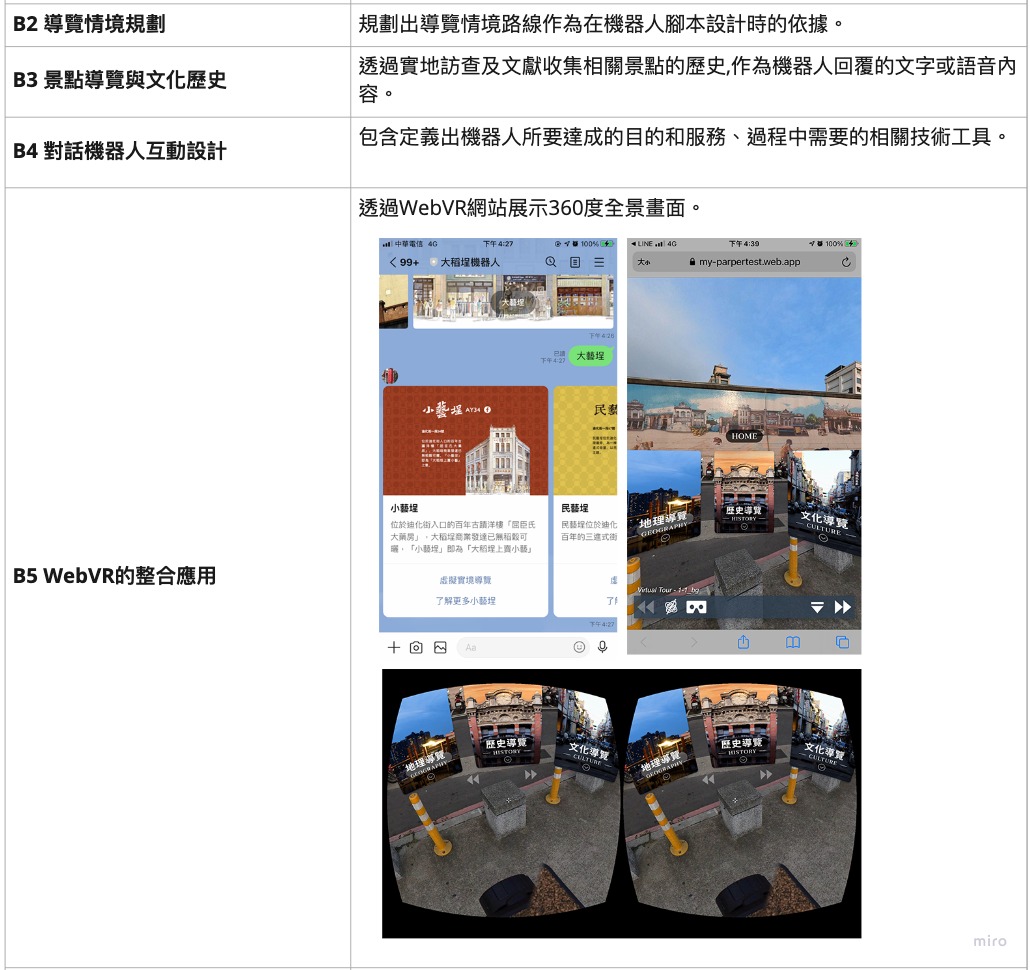 B2 導覽情境規劃
規劃出導覽情境路線作為在機器人腳本設計時的依據。
B3 景點導覽與文化歷史
透過實地訪查及文獻收集相關景點的歷史,作為機器人回覆的文字或語音內
容。
B4 對話機器人互動設計
包含定義出機器人所要達成的目的和服務、過程中需要的相關技術工具。
B5 WebVR的整合應用
透過WebVR網站展示360度全景畫面。
中華電信 4G 下午4:27 100%
99+ 大稻埕機器人
大藝埕
下午4:26
已讀
下午4:27 大藝埕
小藝埕 AY34
民藝
小藝埕
位於迪化街入口的百年古蹟洋樓「屈臣氏
大藥房」，大稻埕商業發達已無稻穀可
曬，「小藝埕」即為「大稻埕上賣小藝」
虛擬實境導覽
了解更多小藝埕
民藝埕
民藝埕位於迪化
百年的三進式街
下午4:27
Aa
LINE 4G 下午4:39 100%
大小 my-parpertest.web.app
HOME
地理導覽
GEOGRAPHY
歷史導覽
HISTORY
文化導覽
CULTURE
Vetual Tour - 1-1_bg
地理導覽
GEOGRAPHY
歷史導覽
HISTORY
文化導覽
CULTURE
地理導覽
GEOGRAPHY
歷史導覽
HISTORY
文化導覽
CULTURE
miro